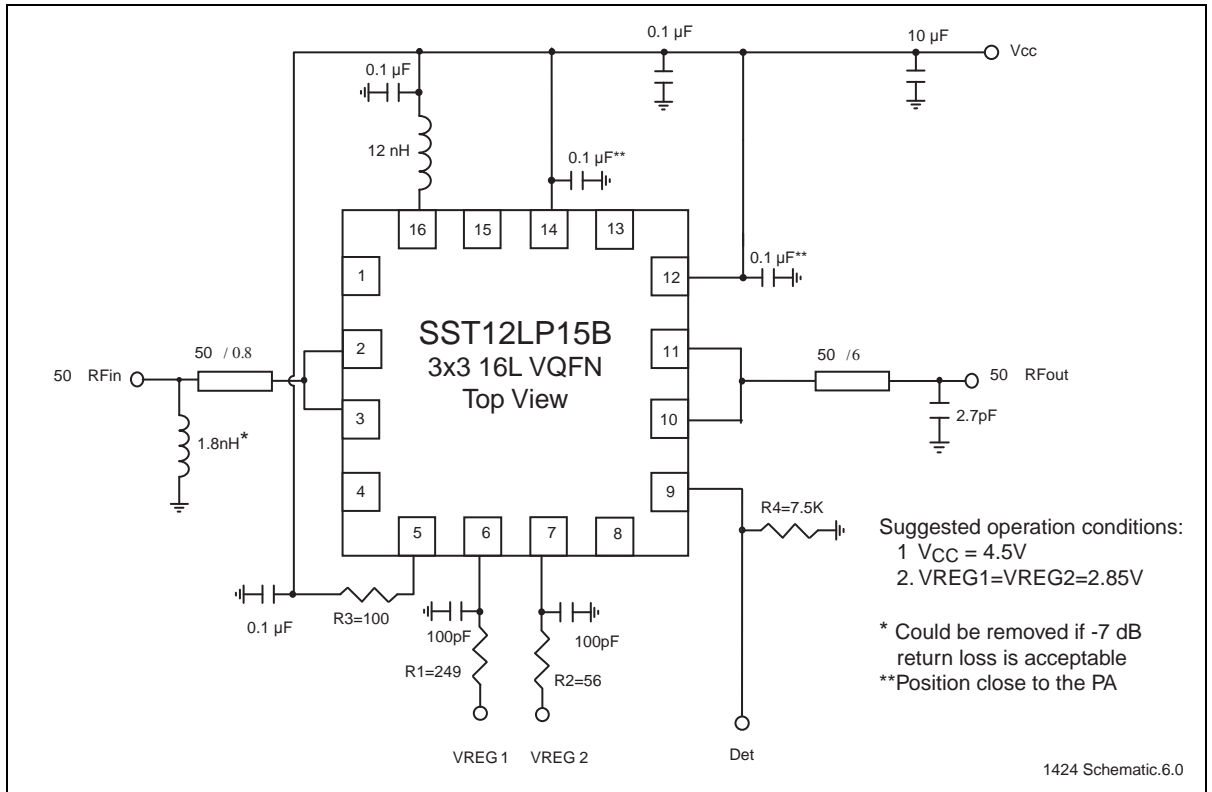 0.1 µF
10 µF
Vcc
0.1 µF
12 nH
0.1 µF**
16
15
14
13
1
12
0.1 µF**
SST12LP15B
3x3 16L VQFN
Top View
2
11
50 / 0.8
50 /6
50 RFin
50 RFout
3
10
2.7pF
1.8nH*
4
9
R4=7.5K
5
6
7
8
Suggested operation conditions:
1 VCC = 4.5V
2. VREG1=VREG2=2.85V
* Could be removed if -7 dB
return loss is acceptable
**Position close to the PA
0.1 µF
R3=100
100pF
100pF
R1=249
R2=56
VREG 1
VREG 2
Det
1424 Schematic.6.0